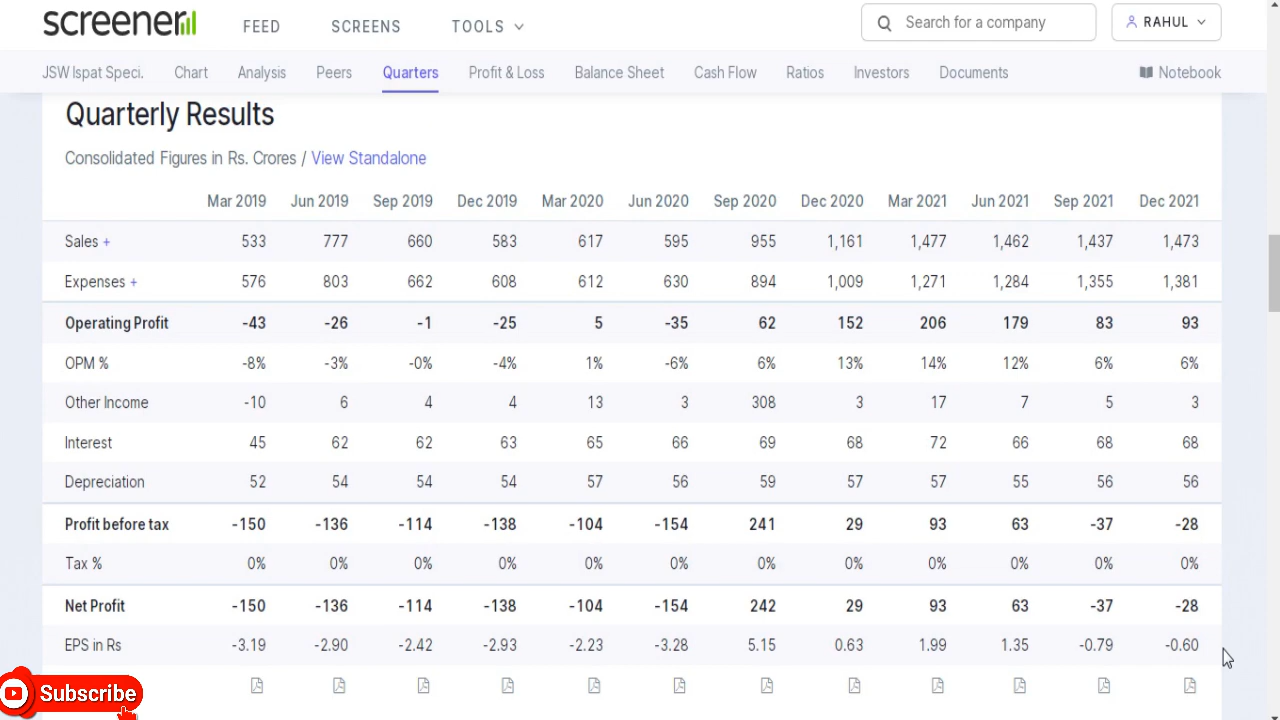 screener FEED SCREENS TOOLS Search for a company RAHUL
JSW Ispat Speci. Chart Analysis Peers Quarters Profit & Loss Balance Sheet Cash Flow Ratios Investors Documents Notebook
Quarterly Results
Consolidated Figures in Rs. Crores / View Standalone
Mar 2019 Jun 2019 Sep 2019 Dec 2019 Mar 2020 Jun 2020 Sep 2020 Dec 2020 Mar 2021 Jun 2021 Sep 2021 Dec 2021
Sales + 533 777 660 583 617 595 955 1,161 1,477 1,462 1,437 1,473
Expenses + 576 803 662 608 612 630 894 1,009 1,271 1,284 1,355 1,381
Operating Profit -43 -26 -1 -25 5 -35 62 152 206 179 83 93
OPM % -8% -3% -0% -4% 1% -6% 6% 13% 14% 12% 6% 6%
Other Income -10 6 4 4 13 3 308 3 17 7 5 3
Interest 45 62 62 63 65 66 69 68 72 66 68 68
Depreciation 52 54 54 54 57 56 59 57 57 55 56 56
Profit before tax -150 -136 -114 -138 -104 -154 241 29 93 63 -37 -28
Tax % 0% 0% 0% 0% 0% 0% 0% 0% 0% 0% 0% 0%
Net Profit -150 -136 -114 -138 -104 -154 242 29 93 63 -37 -28
EPS in Rs -3.19 -2.90 -2.42 -2.93 -2.23 -3.28 5.15 0.63 1.99 1.35 -0.79 -0.60
Subscribe